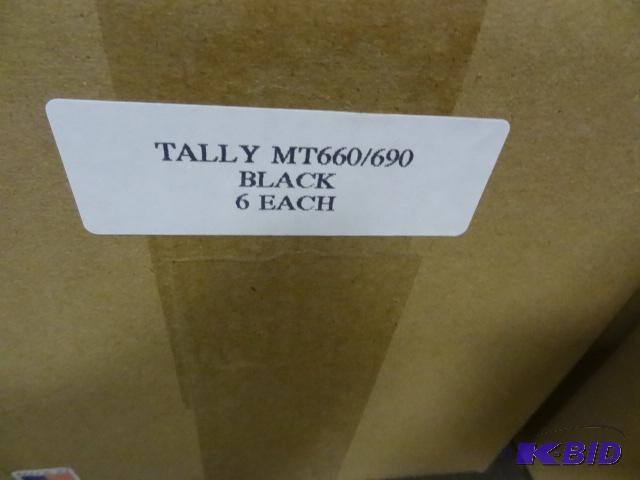 TALLY MT660/690
BLACK
6 EACH
K-BID